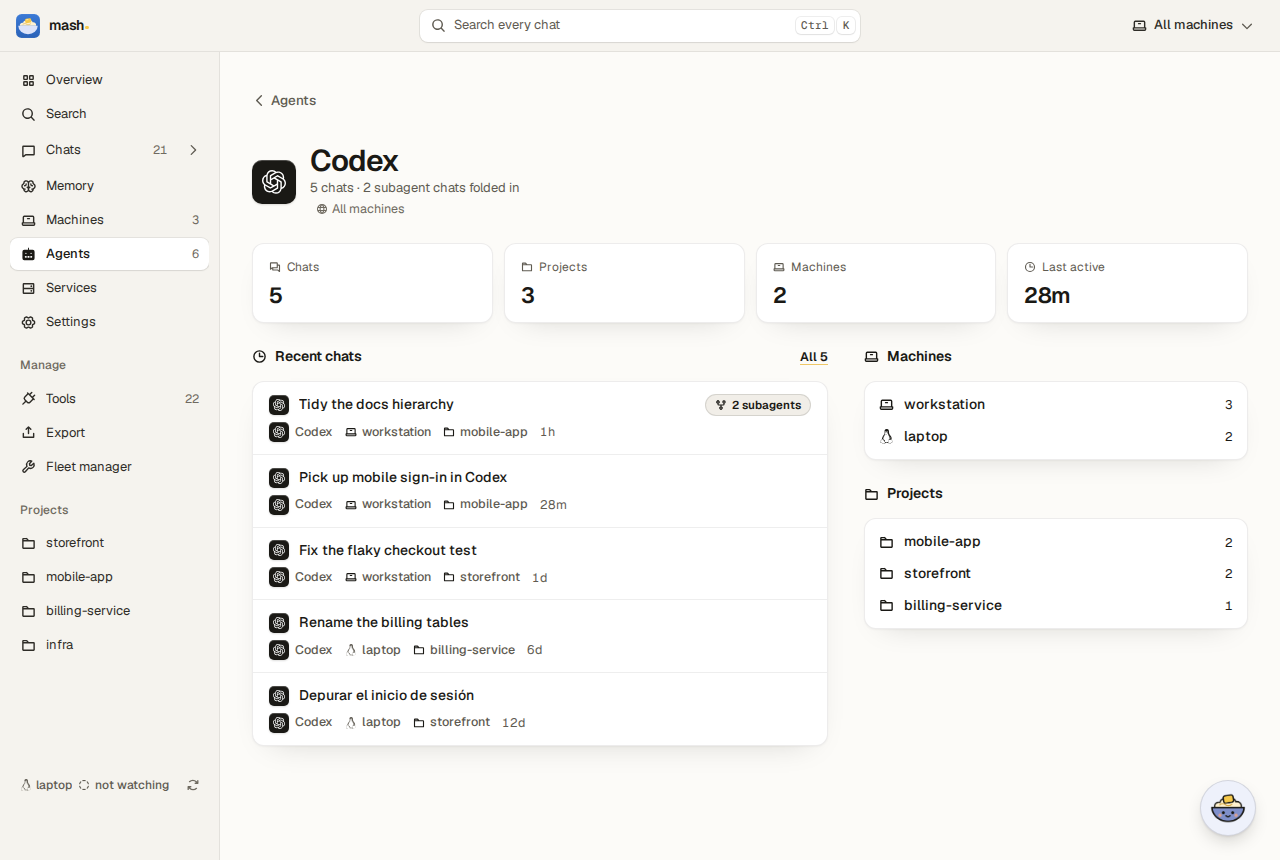 mash.
Search every chat
Ctrl K
All machines
Overview
Search
Chats 21
Memory
Machines 3
Agents 6
Services
Settings
Manage
Tools 22
Export
Fleet manager
Projects
storefront
mobile-app
billing-service
infra
laptop not watching
Agents
Codex
5 chats · 2 subagent chats folded in
All machines
Chats
5
Projects
3
Machines
2
Last active
28m
Recent chats
All 5
Tidy the docs hierarchy
2 subagents
Codex workstation mobile-app 1h
Pick up mobile sign-in in Codex
Codex workstation mobile-app 28m
Fix the flaky checkout test
Codex workstation storefront 1d
Rename the billing tables
Codex laptop billing-service 6d
Depurar el inicio de sesión
Codex laptop storefront 12d
Machines
workstation 3
laptop 2
Projects
mobile-app 2
storefront 2
billing-service 1